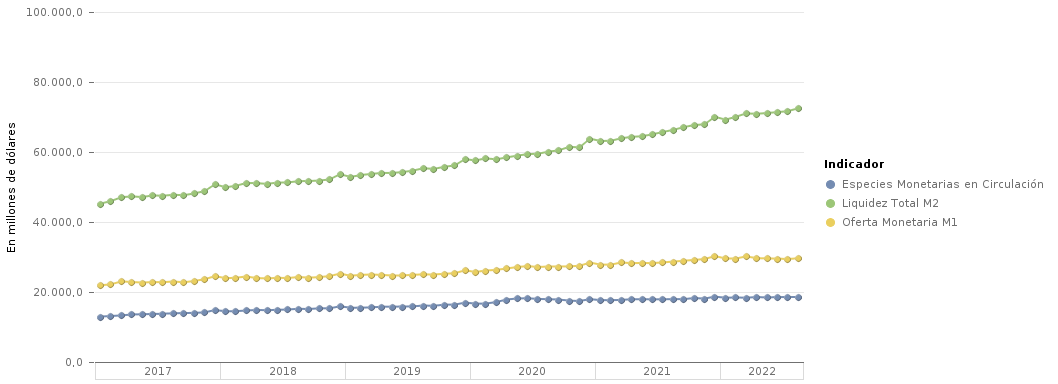 100.000,0
80.000,0
60.000,0
40.000,0
20.000,0
0,0
En millones de dólares
2017 2018 2019 2020 2021 2022
Indicador
Especies Monetarias en Circulación
Liquidez Total M2
Oferta Monetaria M1